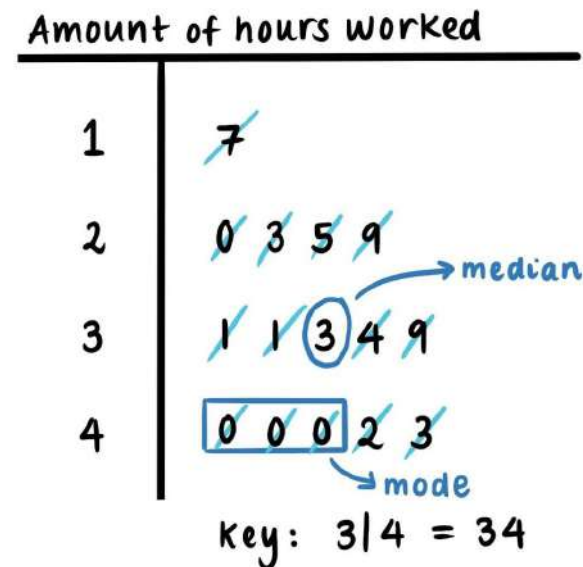 Amount of hours worked
1 7
2 0 3 5 9
median
3 1 1 3 4 9
4 0 0 0 2 3
mode
Key: 3|4 = 34